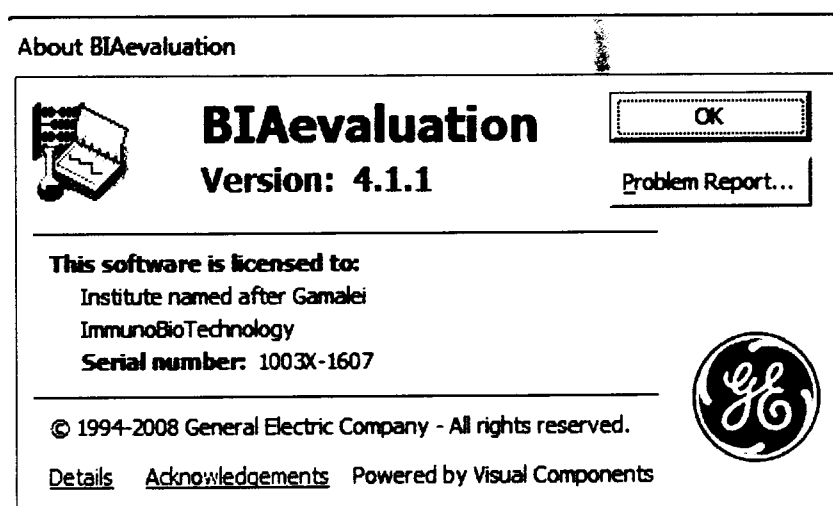 About BIAevaluation
BIAevaluation
OK
Version: 4.1.1
Problem Report...
This software is licensed to:
Institute named after Gamalei
ImmunoBioTechnology
Serial number: 1003X-1607
GE
© 1994-2008 General Electric Company - All rights reserved.
Details Acknowledgements Powered by Visual Components